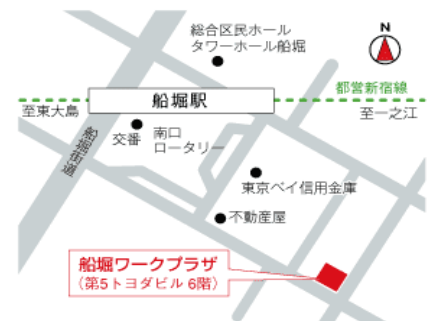 総合区民ホール
タワーホール船堀
N
都営新宿線
船堀駅
至東大島
至一之江
船堀街道
交番
南口
ロータリー
東京ベイ信用金庫
不動産屋
船堀ワークプラザ
(第5トヨダビル 6階)